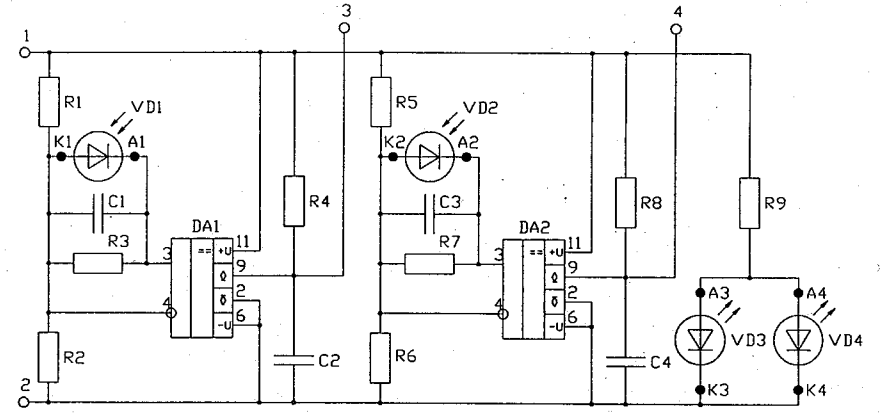 3
4
1
R1
VD1
R5
VD2
K1
A1
K2
A2
C1
R4
C3
R8
R9
R3
DA1
R7
DA2
3
==
+U
11
3
==
+U
11
9
9
4
2
4
2
-U
6
-U
6
A3
A4
R2
C2
R6
C4
VD3
VD4
K3
K4
2